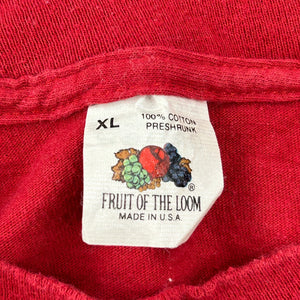 XL
100% COTTON
PRESHRUNK
®
FRUIT OF THE LOOM
MADE IN U.S.A.